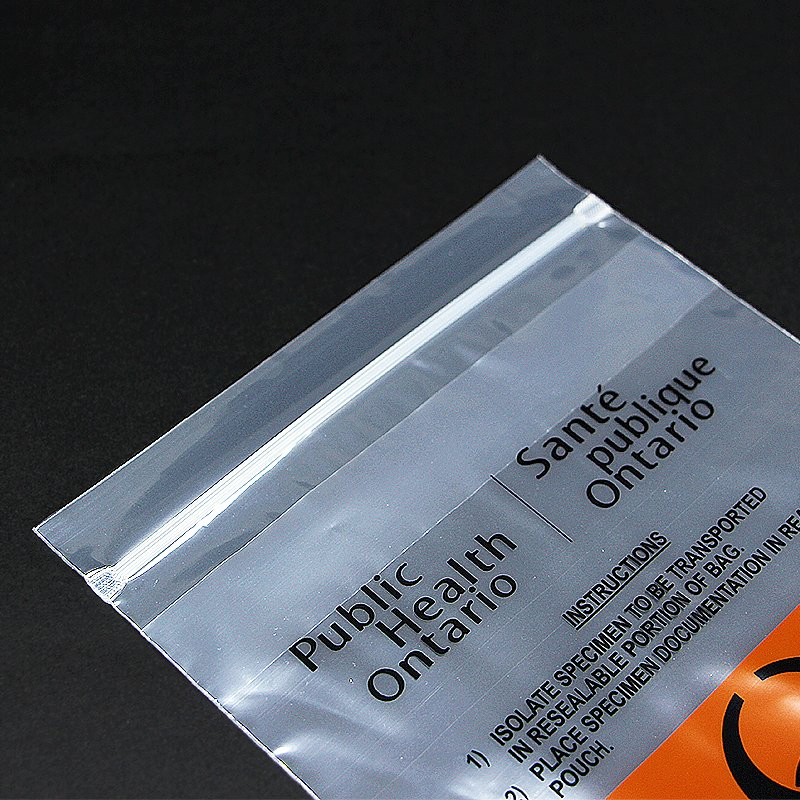 Public
Health
Ontario
Santé
publique
Ontario
INSTRUCTIONS
1) ISOLATE SPECIMEN TO BE TRANSPORTED
IN RESEALABLE PORTION OF BAG.
2) PLACE SPECIMEN DOCUMENTATION IN
POUCH.